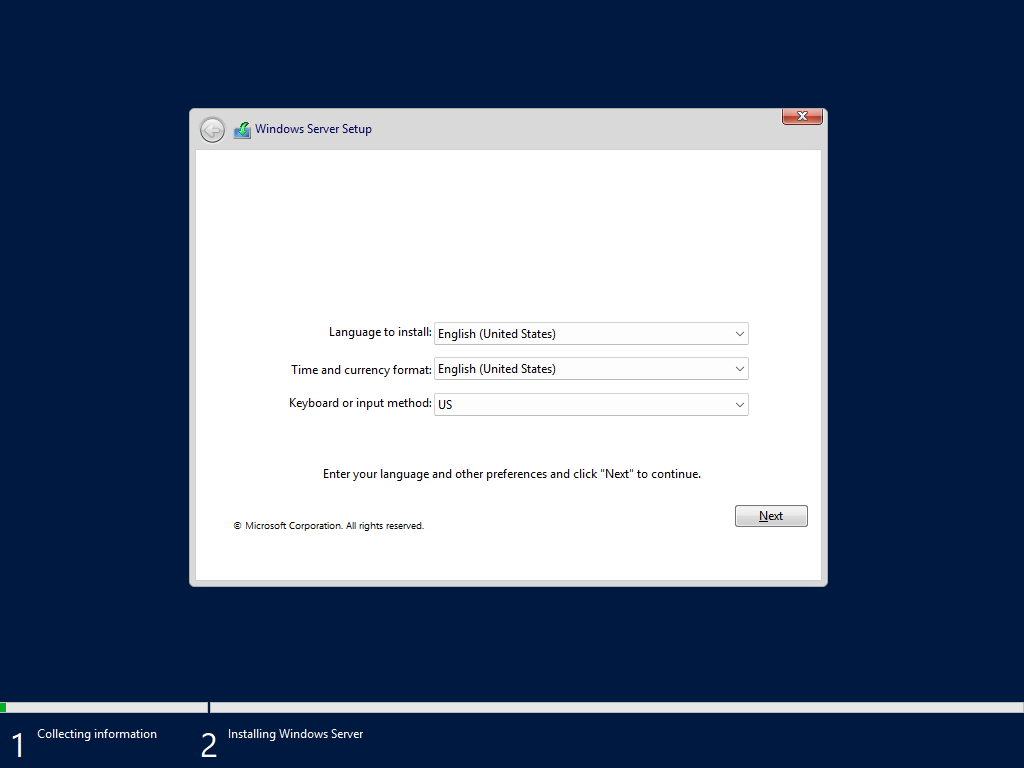 Windows Server Setup
Language to install: English (United States)
Time and currency format: English (United States)
Keyboard or input method: US
Enter your language and other preferences and click "Next" to continue.
© Microsoft Corporation. All rights reserved.
Next
1 Collecting information
2 Installing Windows Server